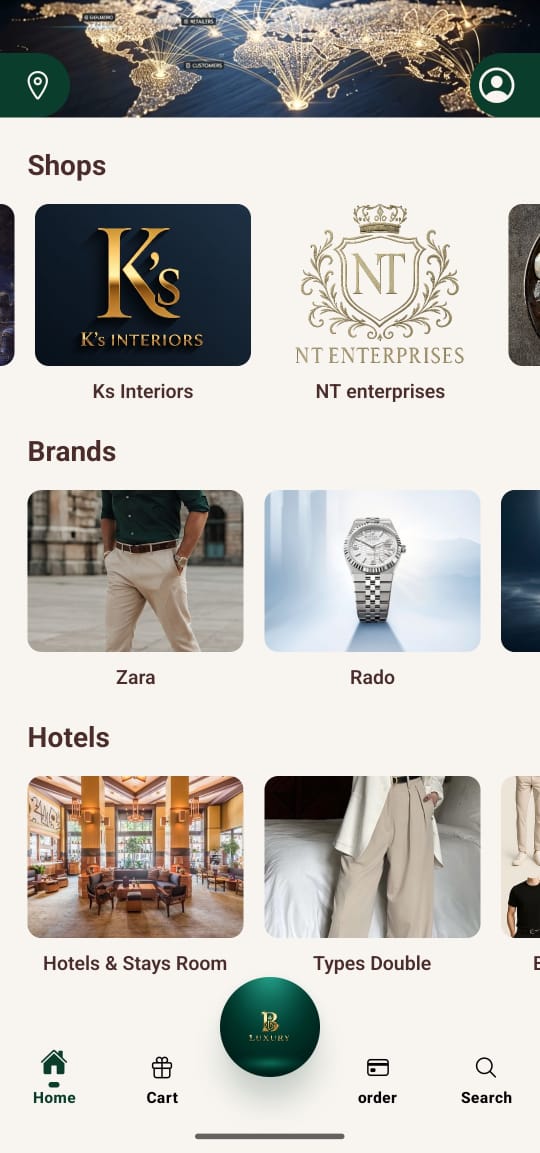 RETAILERS
CUSTOMERS
Shops
K's
K's INTERIORS
NT
NT ENTERPRISES
Ks Interiors
NT enterprises
Brands
Zara
Rado
Hotels
Hotels & Stays Room
Types Double
B
LUXURY
Home
Cart
order
Search